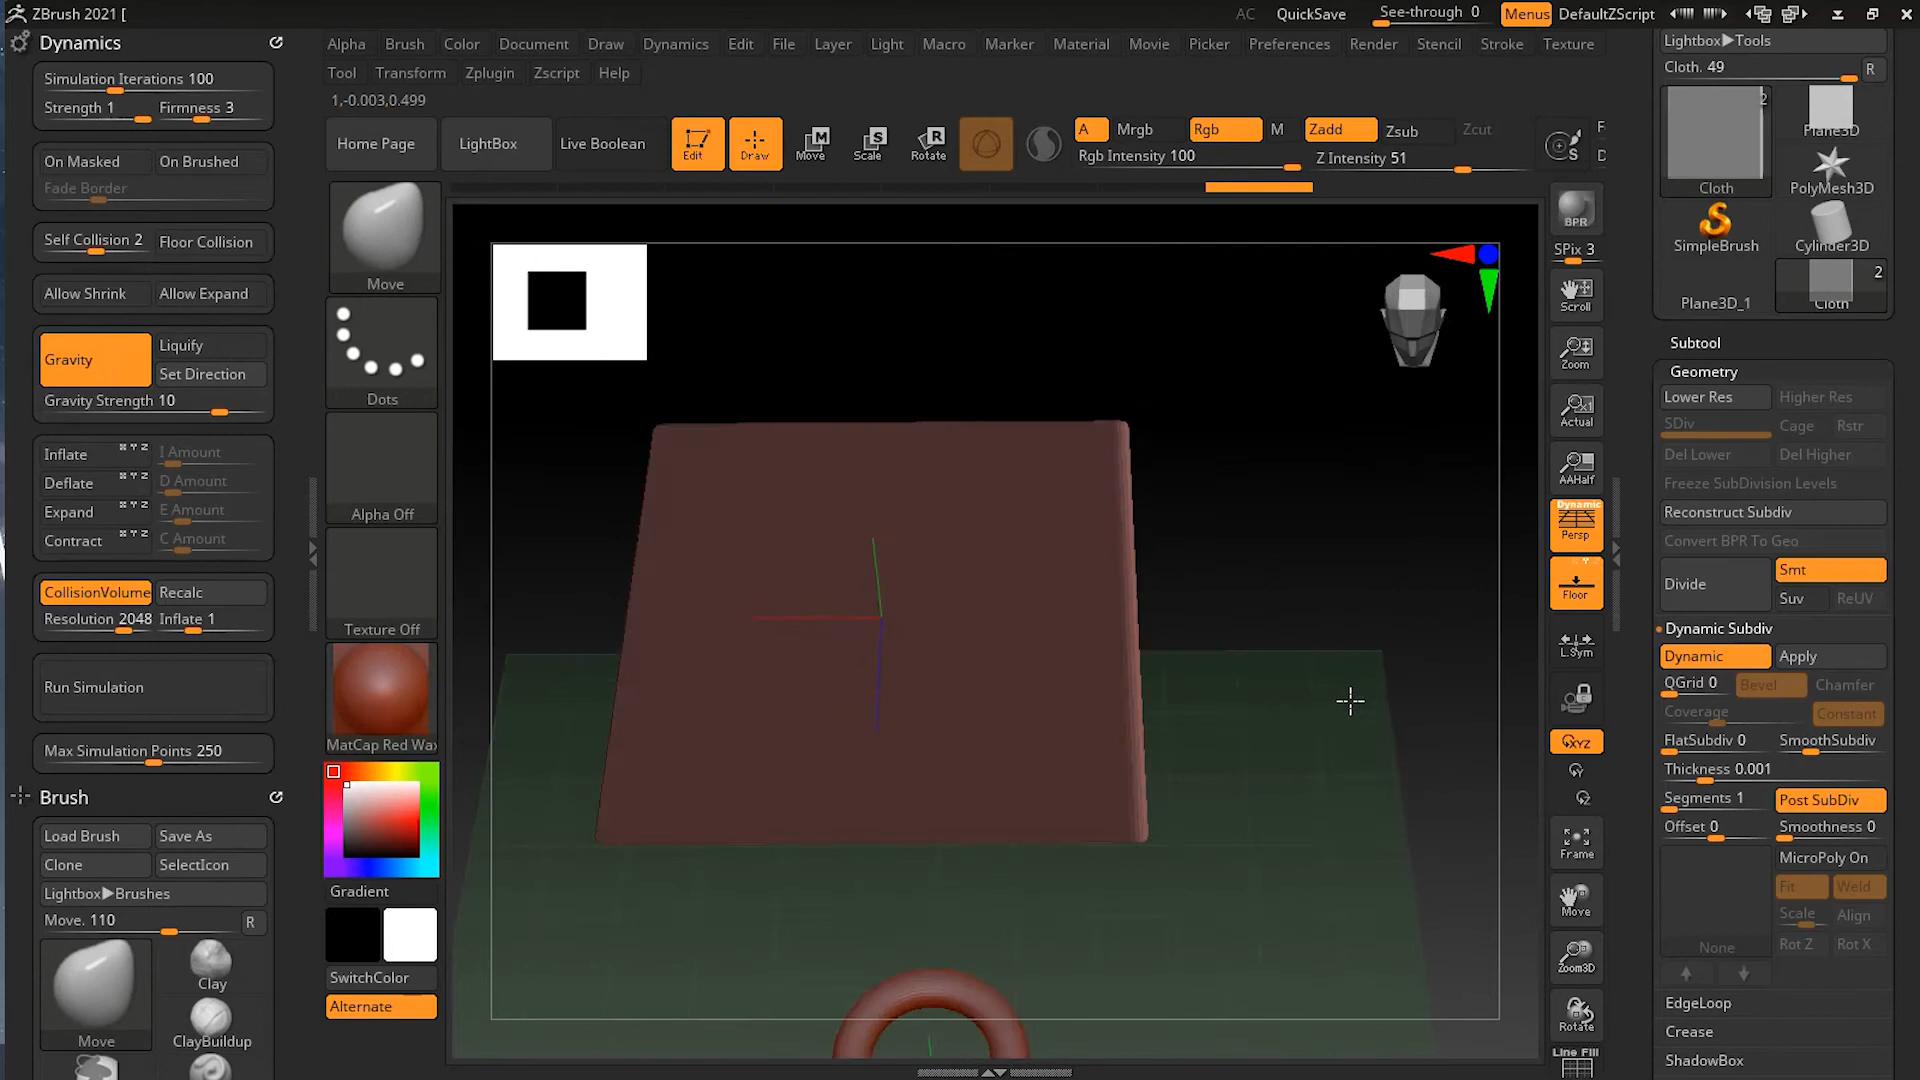 ZBrush 2021 [
AC QuickSave See-through 0 Menus DefaultZScript
Dynamics
Alpha Brush Color Document Draw Dynamics Edit File Layer Light Macro Marker Material Movie Picker Preferences Render Stencil Stroke Texture
Tool Transform Zplugin Zscript Help
1,-0.003,0.499
Simulation Iterations 100
Strength 1 Firmness 3
On Masked On Brushed
Fade Border
Self Collision 2 Floor Collision
Allow Shrink Allow Expand
Gravity Liquify
Set Direction
Gravity Strength 10
Inflate X Y Z I Amount
Deflate X Y Z D Amount
Expand X Y Z E Amount
Contract X Y Z C Amount
CollisionVolume Recalc
Resolution 2048 Inflate 1
Run Simulation
Max Simulation Points 250
Brush
Load Brush Save As
Clone SelectIcon
Lightbox▶Brushes
Move. 110 R
Move
Clay
ClayBuildup
Home Page LightBox Live Boolean
Edit Draw Move Scale Rotate
M S R
A Mrgb Rgb M Zadd Zsub Zcut
Rgb Intensity 100 Z Intensity 51
S
F
D
Move
Dots
Alpha Off
Texture Off
MatCap Red Wax
Gradient
SwitchColor
Alternate
BPR
SPix 3
Scroll
Zoom
Actual
AAHalf
Dynamic
Persp
Floor
L.Sym
XYZ
Y
Z
Frame
Move
Zoom3D
Rotate
Line Fill
Lightbox▶Tools
Cloth. 49 R
2
Cloth
Plane3D
PolyMesh3D
SimpleBrush
Cylinder3D
2
Plane3D_1
Cloth
Subtool
Geometry
Lower Res Higher Res
SDiv Cage Rstr
Del Lower Del Higher
Freeze SubDivision Levels
Reconstruct Subdiv
Convert BPR To Geo
Divide Smt
Suv ReUV
Dynamic Subdiv
Dynamic Apply
QGrid 0 Bevel Chamfer
Coverage Constant
FlatSubdiv 0 SmoothSubdiv
Thickness 0.001
Segments 1 Post SubDiv
Offset 0 Smoothness 0
MicroPoly On
Fit Weld
Scale Align
None Rot Z Rot X
EdgeLoop
Crease
ShadowBox